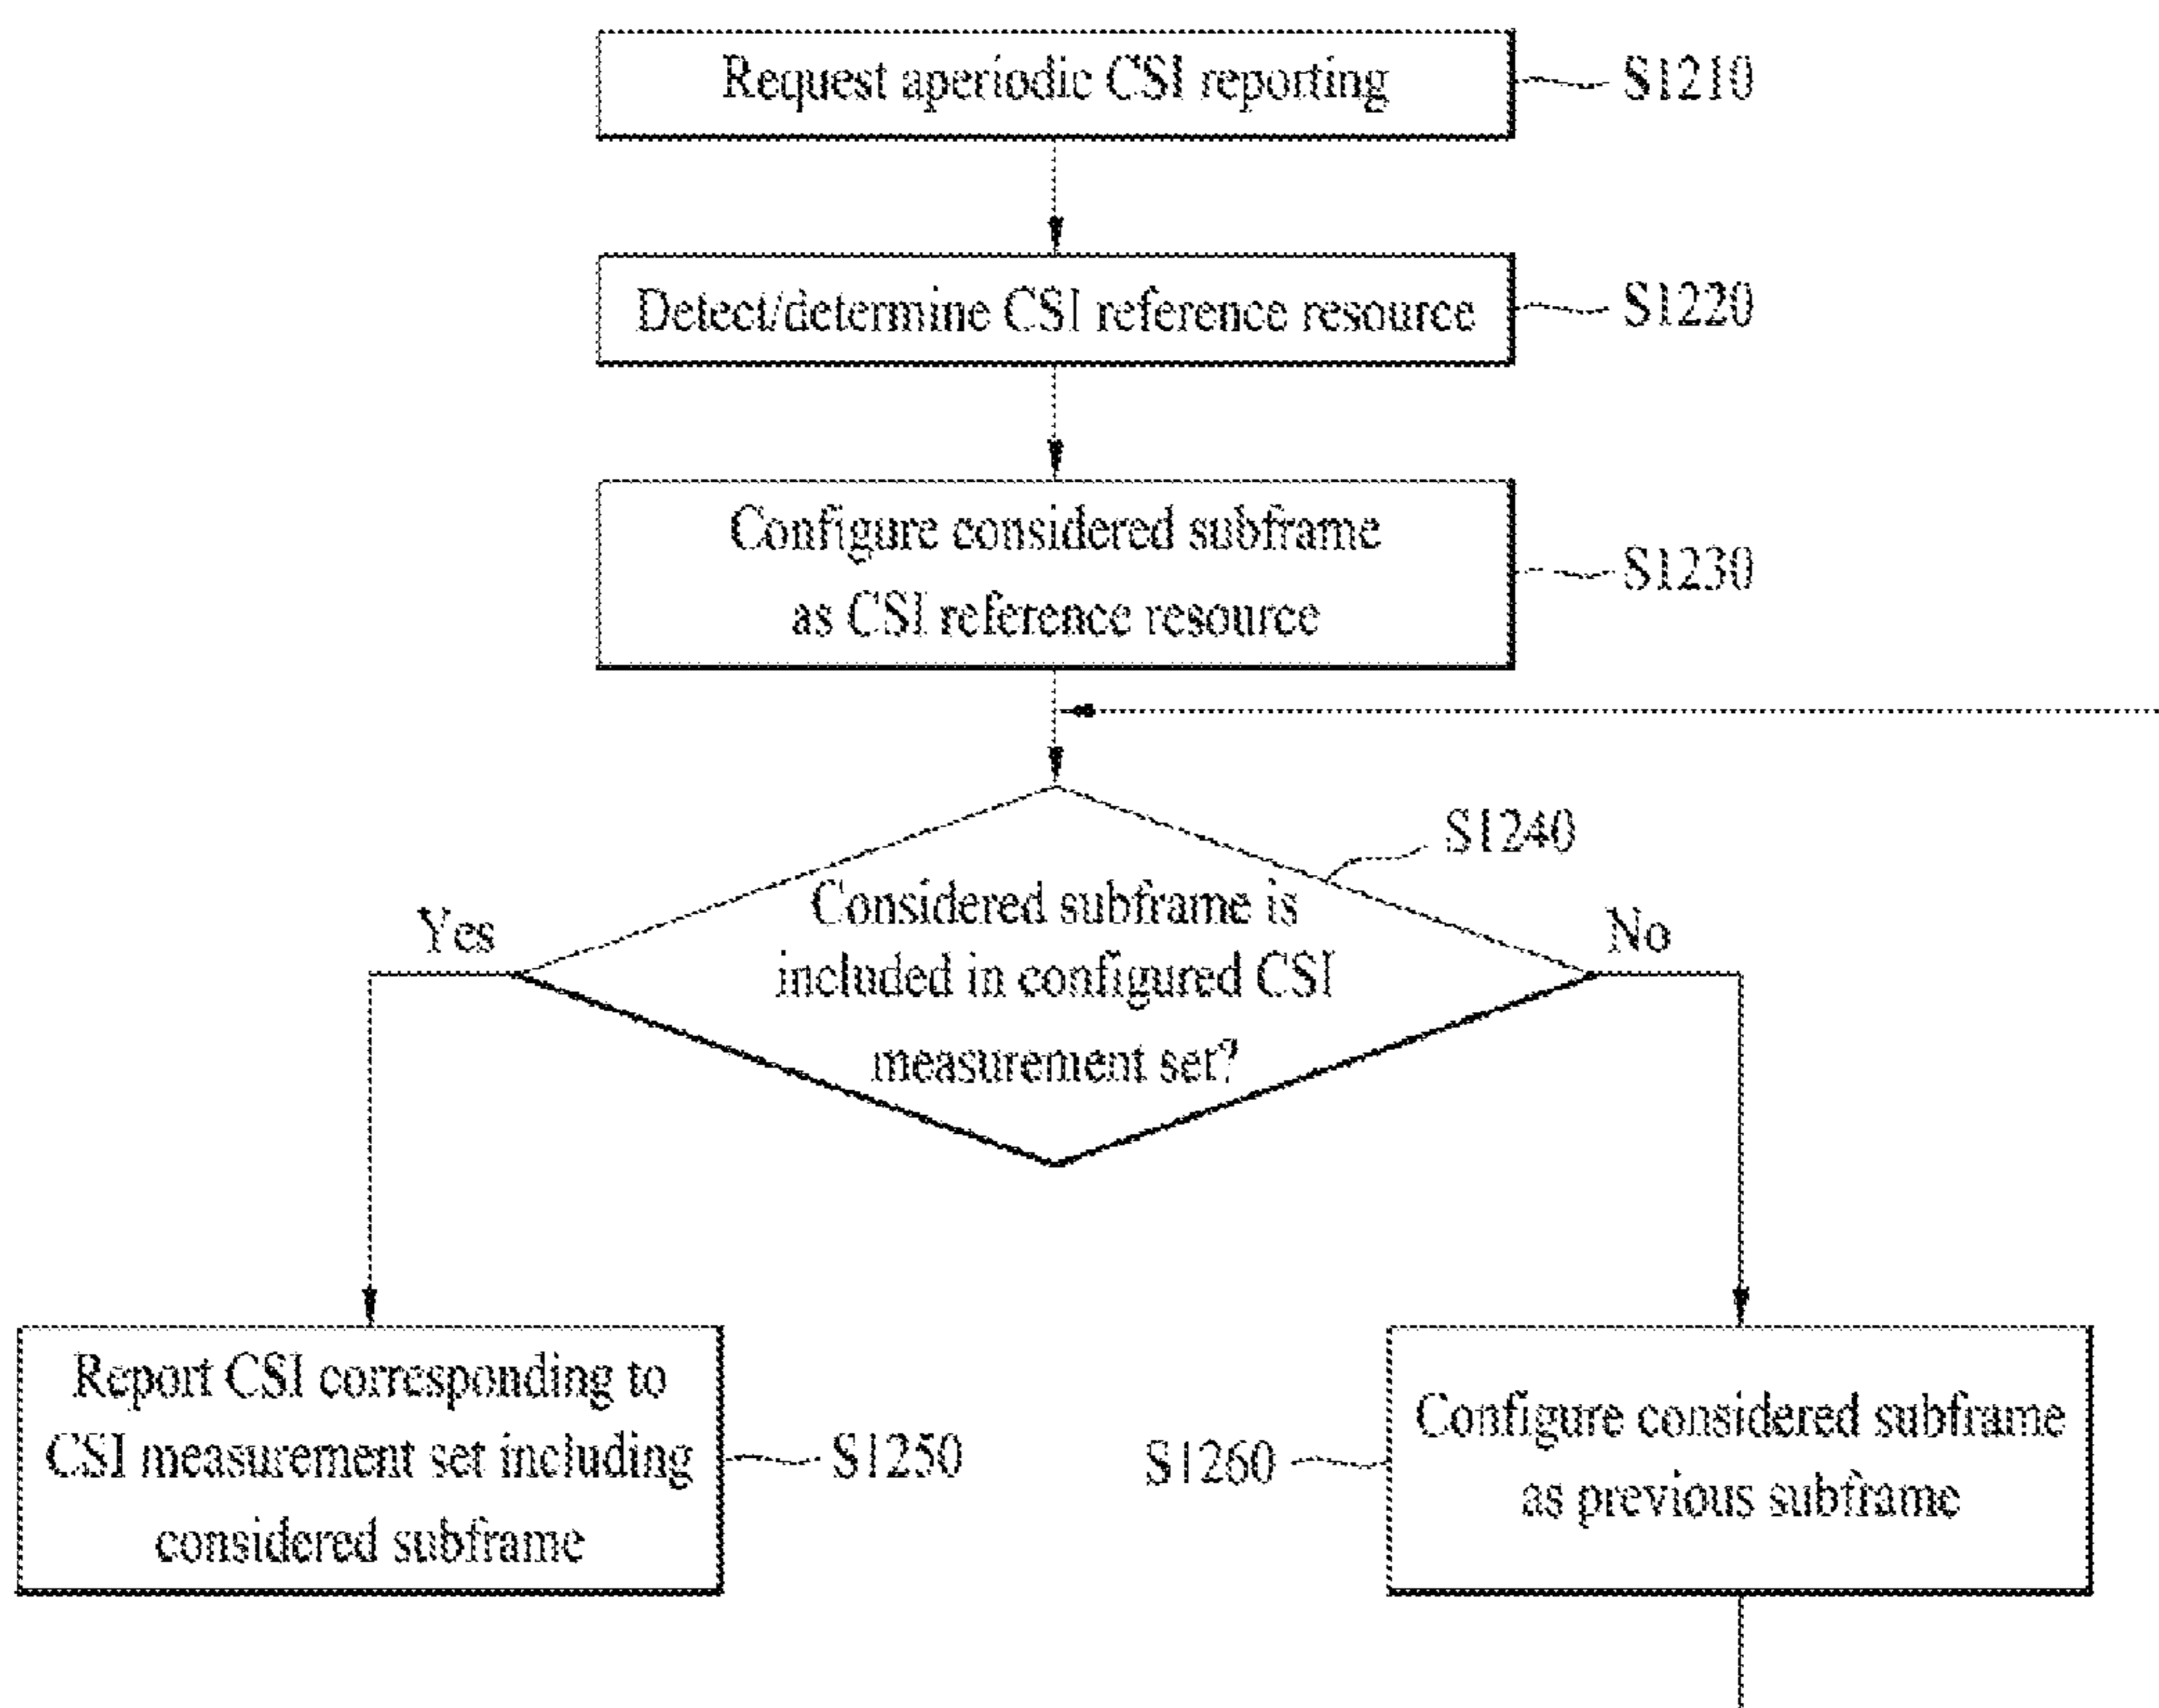 Request aperiodic CSI reporting
S1210
Detect/determine CSI reference resource
S1220
Configure considered subframe
as CSI reference resource
S1230
S1240
Considered subframe is
included in configured CSI
measurement set?
Yes
No
Report CSI corresponding to
CSI measurement set including
considered subframe
S1250
S1260
Configure considered subframe
as previous subframe